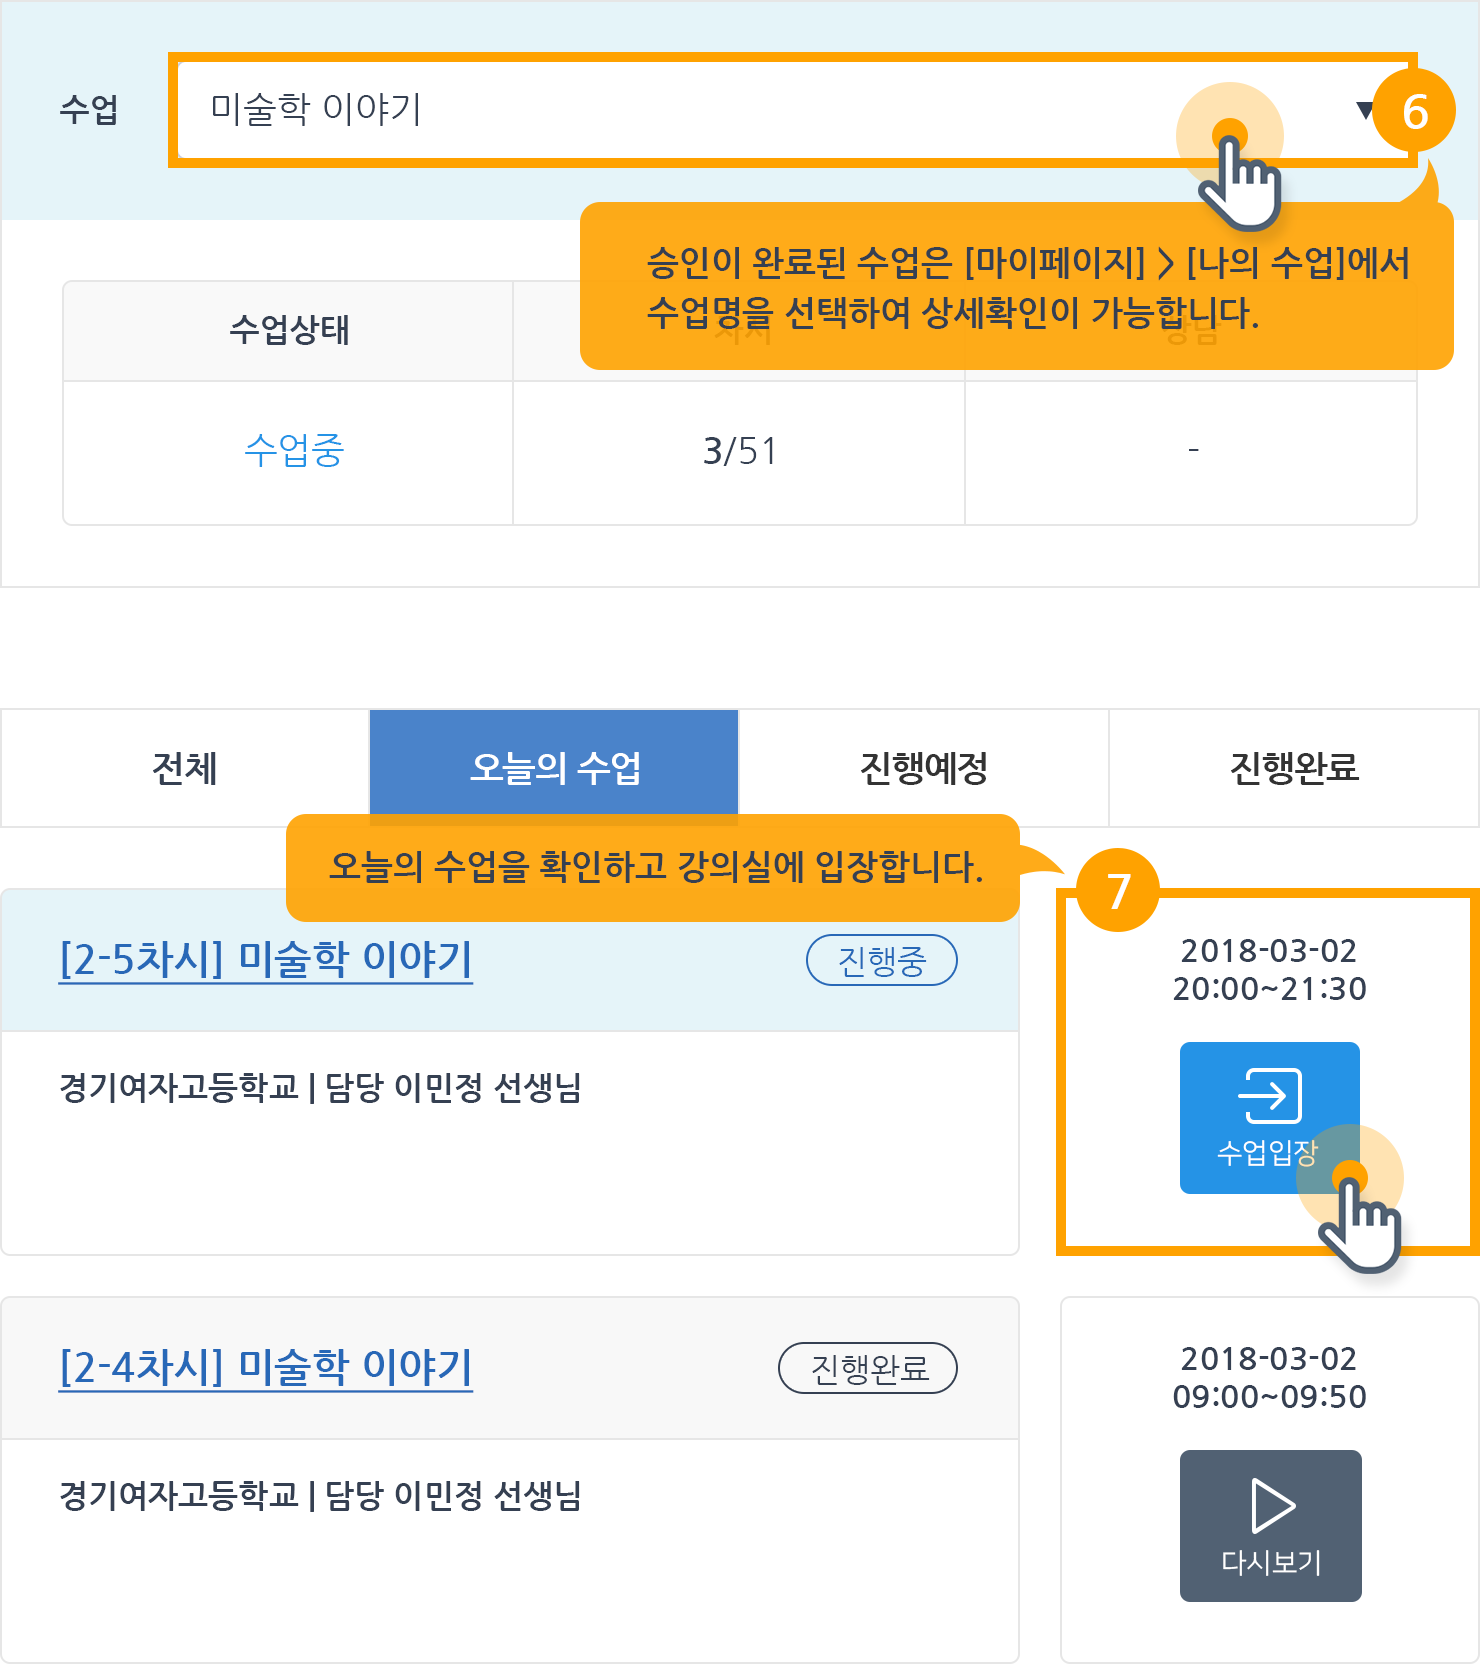 수업
미술학 이야기
▼
6
승인이 완료된 수업은 [마이페이지] > [나의 수업]에서
수업명을 선택하여 상세확인이 가능합니다.
수업상태
차시
상담
수업중
3/51
-
전체
오늘의 수업
진행예정
진행완료
오늘의 수업을 확인하고 강의실에 입장합니다.
7
[2-5차시] 미술학 이야기
진행중
2018-03-02
20:00~21:30
경기여자고등학교 | 담당 이민정 선생님
수업입장
[2-4차시] 미술학 이야기
진행완료
2018-03-02
09:00~09:50
경기여자고등학교 | 담당 이민정 선생님
다시보기